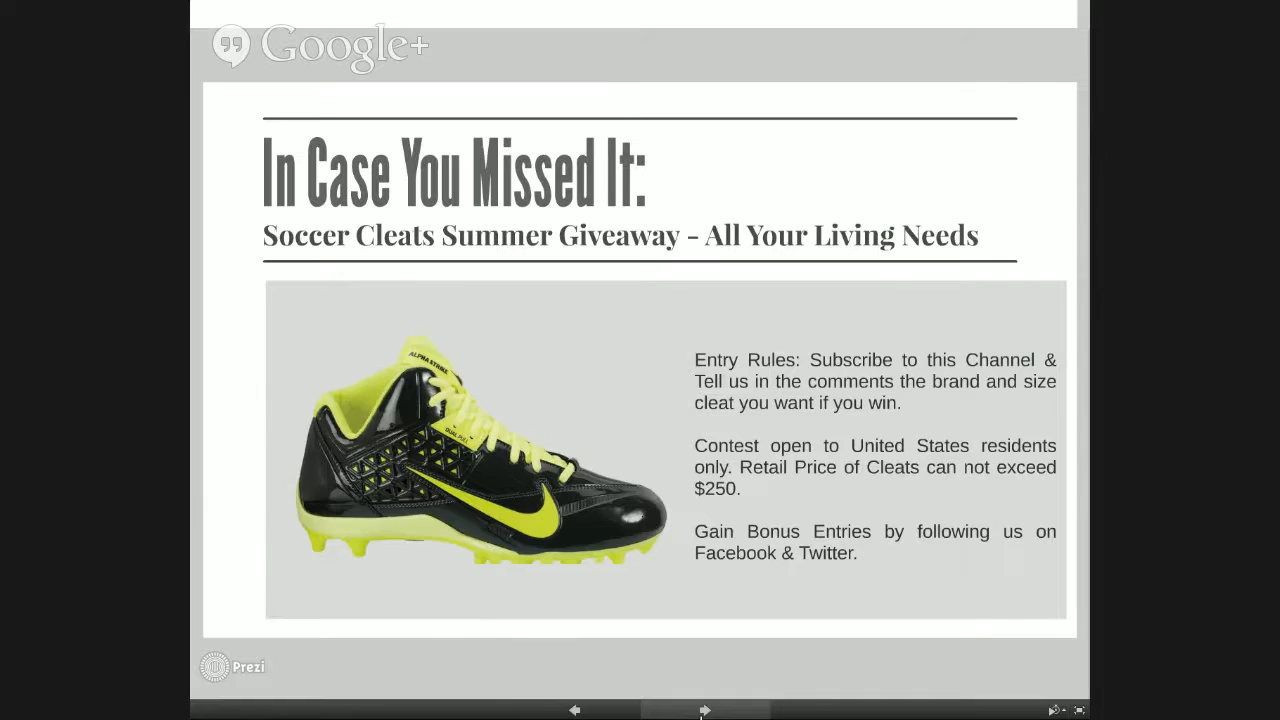 Google+
In Case You Missed It:
Soccer Cleats Summer Giveaway - All Your Living Needs
ALPHA STRIKE
DUAL PULL
Entry Rules: Subscribe to this Channel &
Tell us in the comments the brand and size
cleat you want if you win.
Contest open to United States residents
only. Retail Price of Cleats can not exceed
$250.
Gain Bonus Entries by following us on
Facebook & Twitter.
Prezi